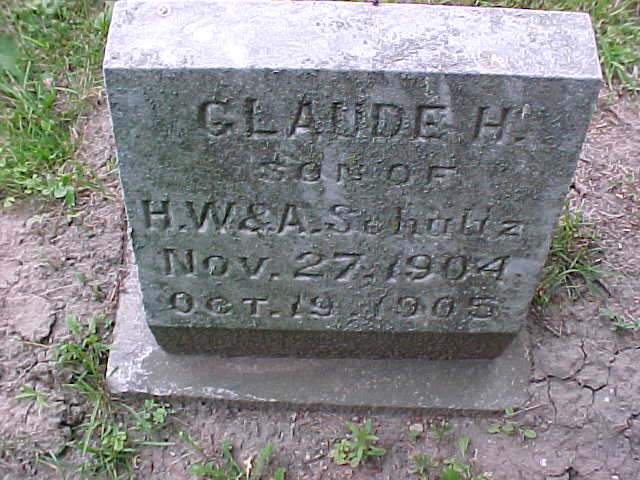 CLAUDE H.
SON OF
H.W.& A. Schultz
NOV. 27, 1904
OCT. 19, 1905